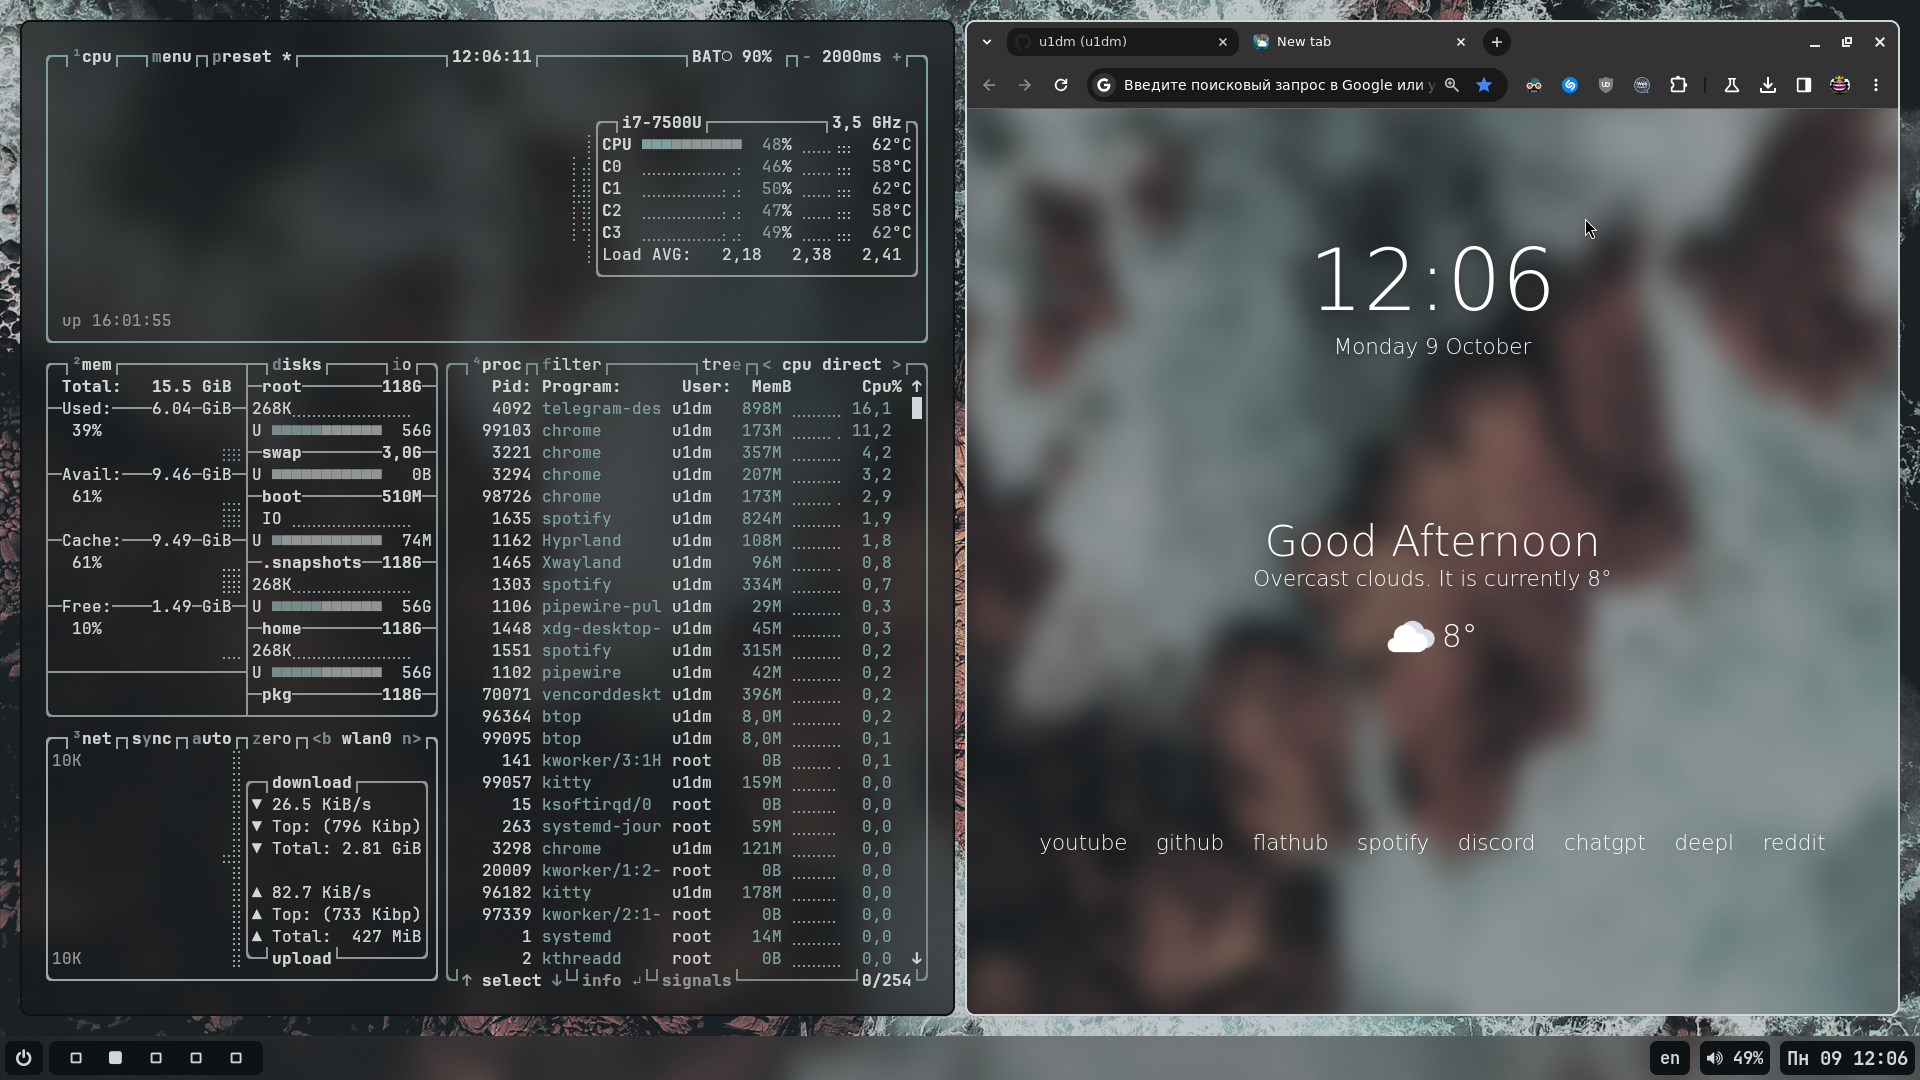 ¹cpu menu preset * 12:06:11 BAT 90% - 2000ms +
i7-7500U 3,5 GHz
CPU 48% 62°C
C0 46% 58°C
C1 50% 62°C
C2 47% 58°C
C3 49% 62°C
Load AVG: 2,18 2,38 2,41
up 16:01:55
²mem
Total: 15.5 GiB
Used: 6.04 GiB
39%
Avail: 9.46 GiB
61%
Cache: 9.49 GiB
61%
Free: 1.49 GiB
10%
disks io
root 118G
268K
U 56G
swap 3,0G
U 0B
boot 510M
IO
U 74M
.snapshots 118G
268K
U 56G
home 118G
268K
U 56G
pkg 118G
³net sync auto zero <b wlan0 n>
10K
download
▼ 26.5 KiB/s
▼ Top: (796 Kibp)
▼ Total: 2.81 GiB
▲ 82.7 KiB/s
▲ Top: (733 Kibp)
▲ Total: 427 MiB
upload
10K
⁴proc filter tree < cpu direct >
Pid: Program: User: MemB Cpu% ↑
4092 telegram-des u1dm 898M 16,1
99103 chrome u1dm 173M 11,2
3221 chrome u1dm 357M 4,2
3294 chrome u1dm 207M 3,2
98726 chrome u1dm 173M 2,9
1635 spotify u1dm 824M 1,9
1162 Hyprland u1dm 108M 1,8
1465 Xwayland u1dm 96M 0,8
1303 spotify u1dm 334M 0,7
1106 pipewire-pul u1dm 29M 0,3
1448 xdg-desktop- u1dm 45M 0,3
1551 spotify u1dm 315M 0,2
1102 pipewire u1dm 42M 0,2
70071 vencorddeskt u1dm 396M 0,2
96364 btop u1dm 8,0M 0,2
99095 btop u1dm 8,0M 0,1
141 kworker/3:1H root 0B 0,1
99057 kitty u1dm 159M 0,0
15 ksoftirqd/0 root 0B 0,0
263 systemd-jour root 59M 0,0
3298 chrome u1dm 121M 0,0
20009 kworker/1:2- root 0B 0,0
96182 kitty u1dm 178M 0,0
97339 kworker/2:1- root 0B 0,0
1 systemd root 14M 0,0
2 kthreadd root 0B 0,0 ↓
↑ select ↓ info ↲ signals 0/254
u1dm (u1dm)
New tab
Введите поисковый запрос в Google или у
12:06
Monday 9 October
Good Afternoon
Overcast clouds. It is currently 8°
8°
youtube github flathub spotify discord chatgpt deepl reddit
en 49% Пн 09 12:06